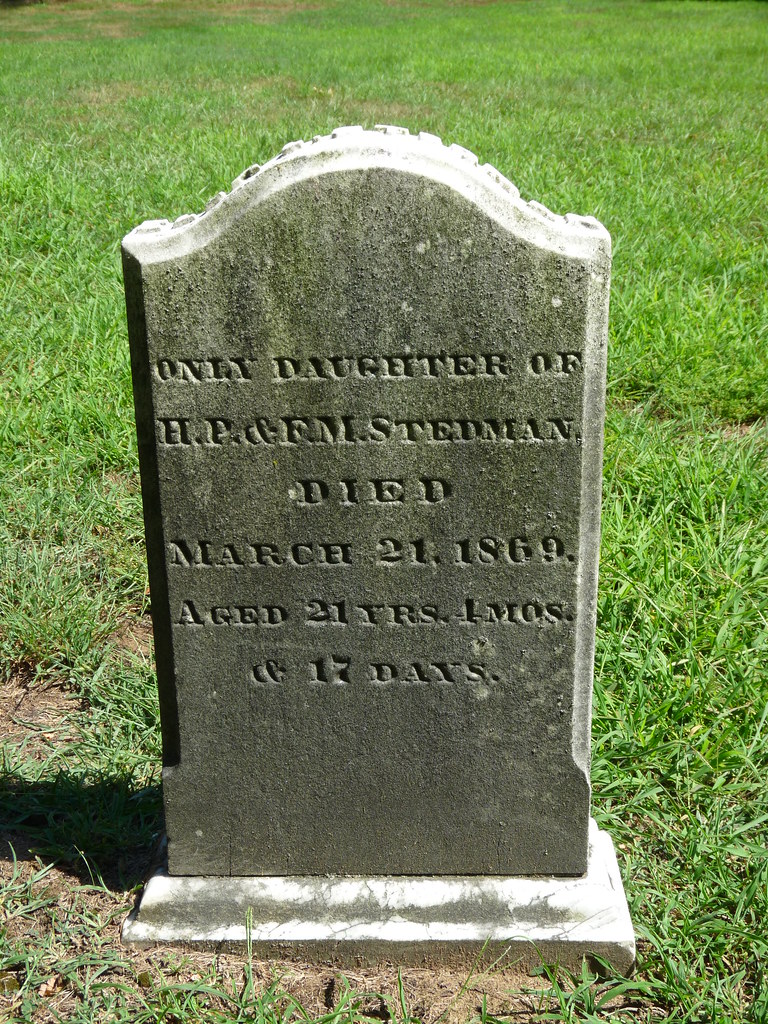 ONLY DAUGHTER OF
H.P. & F.M. STEDMAN,
DIED
MARCH 21, 1869.
AGED 21 YRS. 4 MOS.
& 17 DAYS.